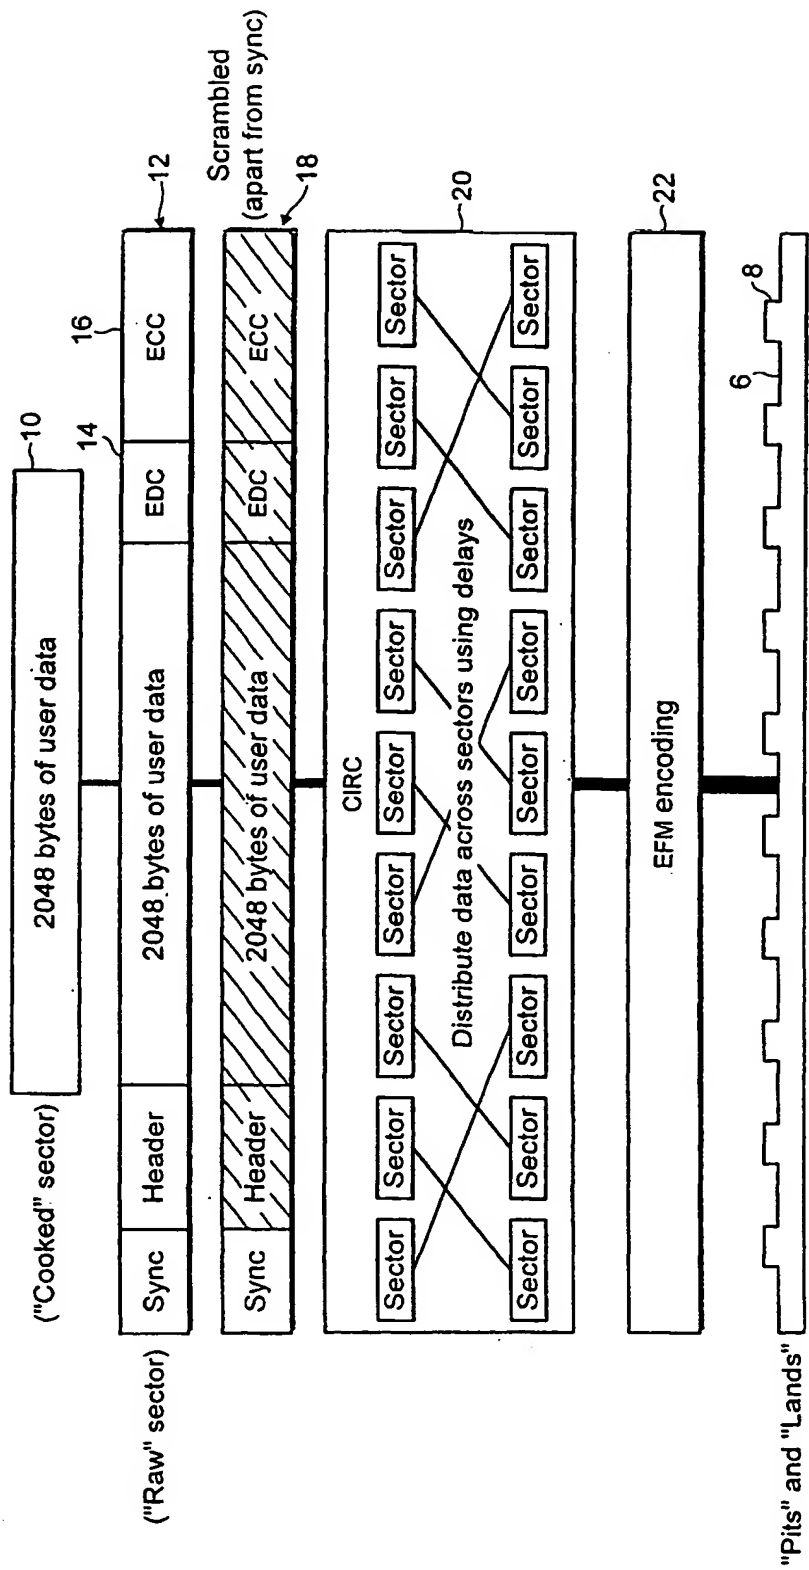 10
2048 bytes of user data
("Cooked" sector)
16
14
12
Sync
Header
2048 bytes of user data
EDC
ECC
("Raw" sector)
Scrambled
(apart from sync)
18
Sync
Header
2048 bytes of user data
EDC
ECC
CIRC
20
Sector Sector Sector Sector Sector Sector Sector Sector Sector
Distribute data across sectors using delays
Sector Sector Sector Sector Sector Sector Sector Sector Sector
22
EFM encoding
6
8
"Pits" and "Lands"